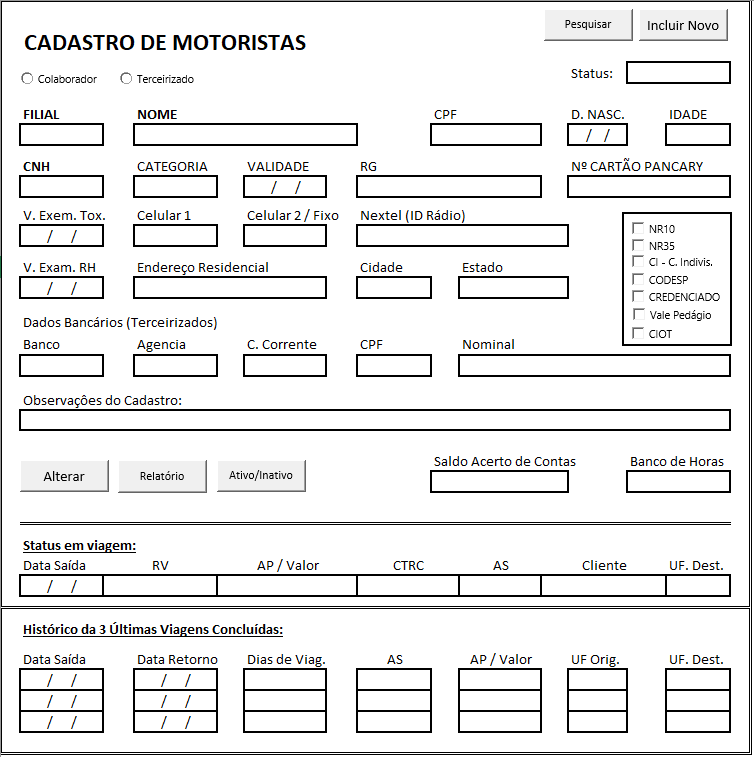 Pesquisar Incluir Novo
CADASTRO DE MOTORISTAS
Colaborador Terceirizado Status:
FILIAL NOME CPF D. NASC. IDADE
/ /
CNH CATEGORIA VALIDADE RG Nº CARTÃO PANCARY
/ /
V. Exem. Tox. Celular 1 Celular 2 / Fixo Nextel (ID Rádio)
/ /
NR10
NR35
CI - C. Indivis.
CODESP
CREDENCIADO
Vale Pedágio
CIOT
V. Exam. RH Endereço Residencial Cidade Estado
/ /
Dados Bancários (Terceirizados)
Banco Agencia C. Corrente CPF Nominal
Observações do Cadastro:
Alterar Relatório Ativo/Inativo Saldo Acerto de Contas Banco de Horas
Status em viagem:
Data Saída RV AP / Valor CTRC AS Cliente UF. Dest.
/ /
Histórico da 3 Últimas Viagens Concluídas:
Data Saída Data Retorno Dias de Viag. AS AP / Valor UF Orig. UF. Dest.
/ / / /
/ / / /
/ / / /